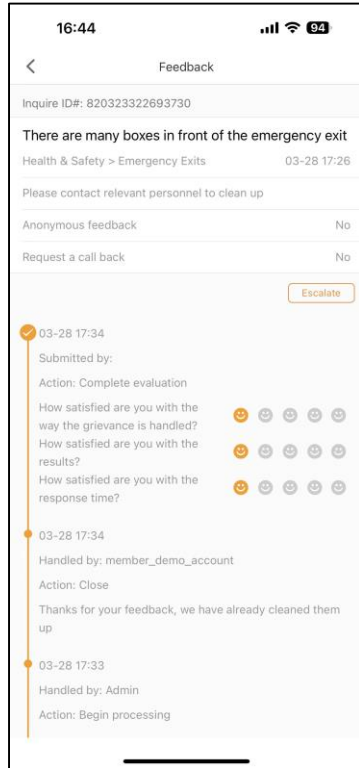 16:44
94
Feedback
Inquire ID#: 820323322693730
There are many boxes in front of the emergency exit
Health & Safety > Emergency Exits 03-28 17:26
Please contact relevant personnel to clean up
Anonymous feedback No
Request a call back No
Escalate
03-28 17:34
Submitted by:
Action: Complete evaluation
How satisfied are you with the
way the grievance is handled?
How satisfied are you with the
results?
How satisfied are you with the
response time?
03-28 17:34
Handled by: member_demo_account
Action: Close
Thanks for your feedback, we have already cleaned them
up
03-28 17:33
Handled by: Admin
Action: Begin processing